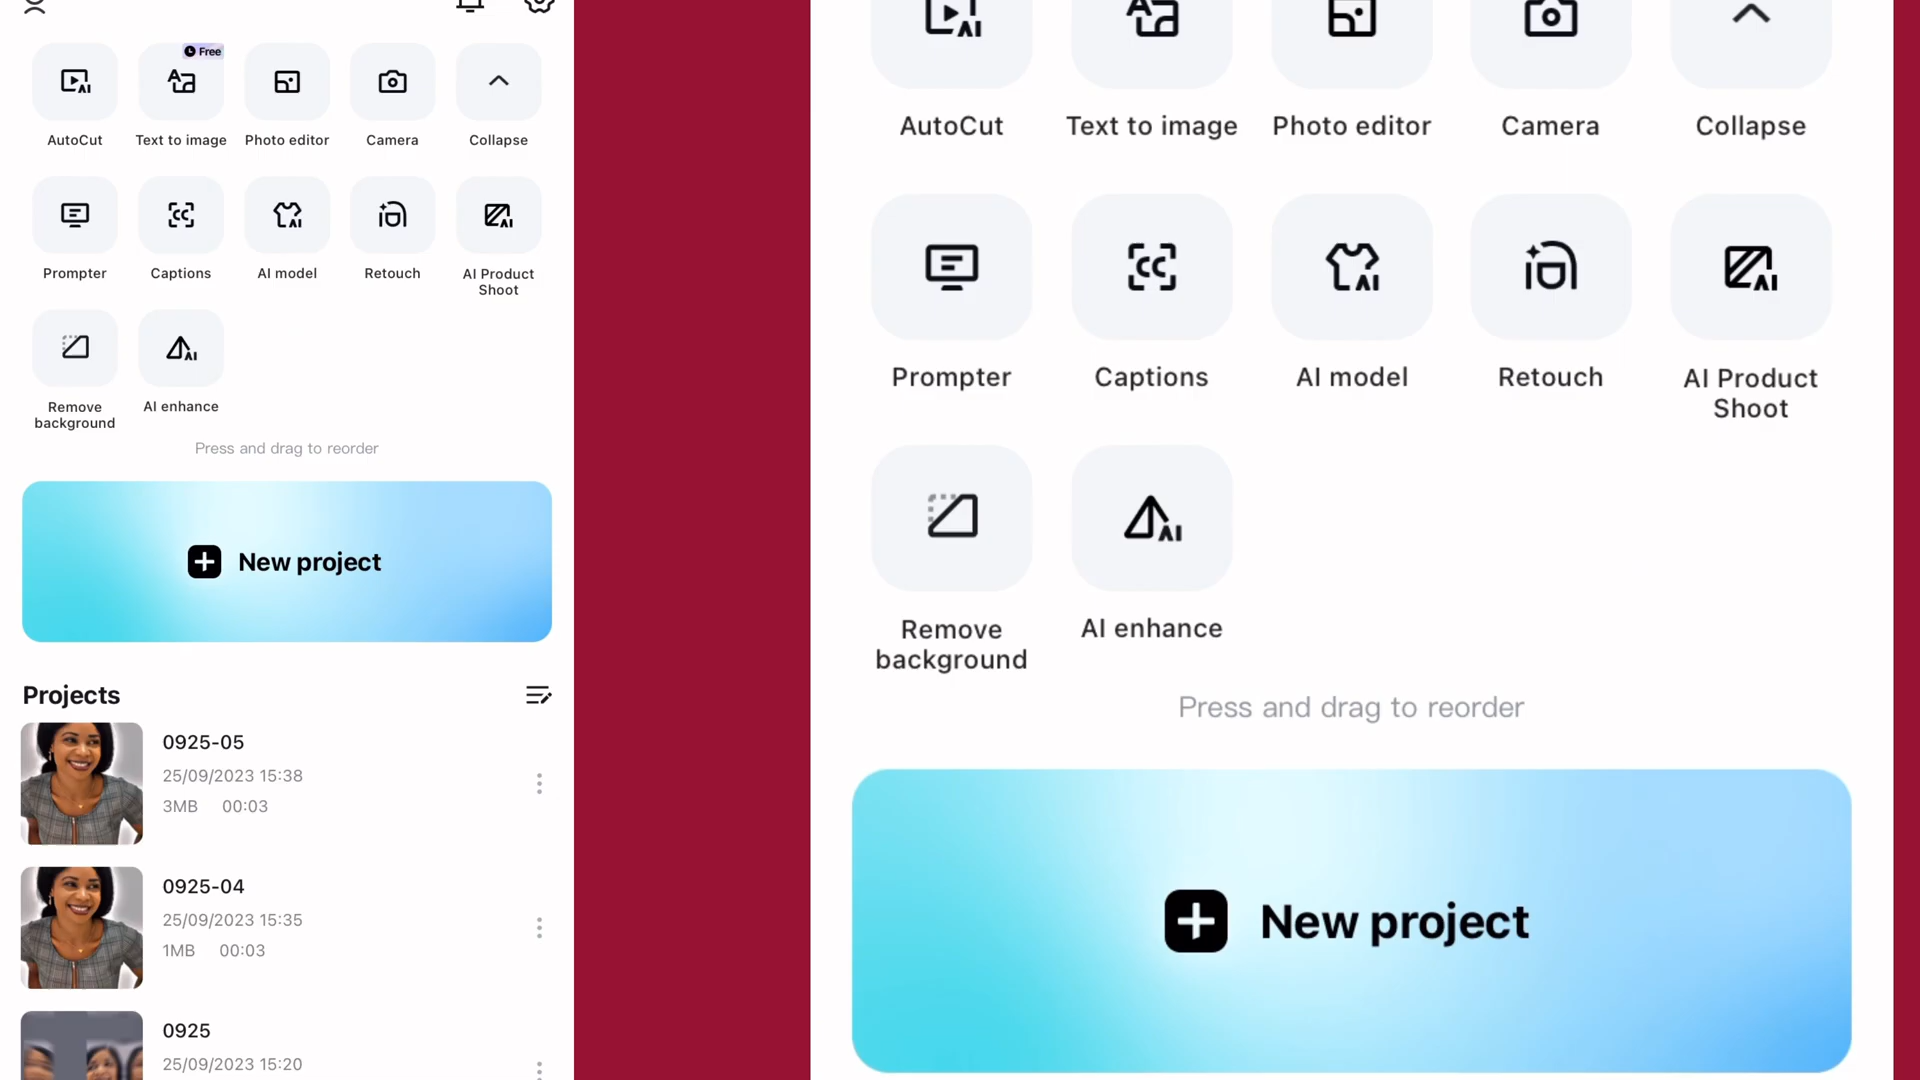 Free
AutoCut
Text to image
Photo editor
Camera
Collapse
Prompter
Captions
AI model
Retouch
AI Product
Shoot
Remove
background
AI enhance
Press and drag to reorder
New project
Projects
0925-05
25/09/2023 15:38
3MB 00:03
0925-04
25/09/2023 15:35
1MB 00:03
0925
25/09/2023 15:20
AutoCut
Text to image
Photo editor
Camera
Collapse
Prompter
Captions
AI model
Retouch
AI Product
Shoot
Remove
background
AI enhance
Press and drag to reorder
New project